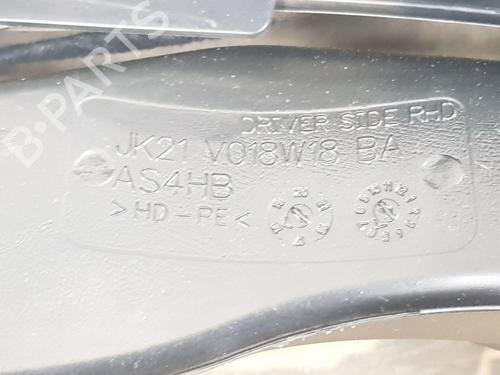 B-PARTS
DRIVER SIDE RHD
JK21 V018W18 BA
AS4HB
>HD-PE<